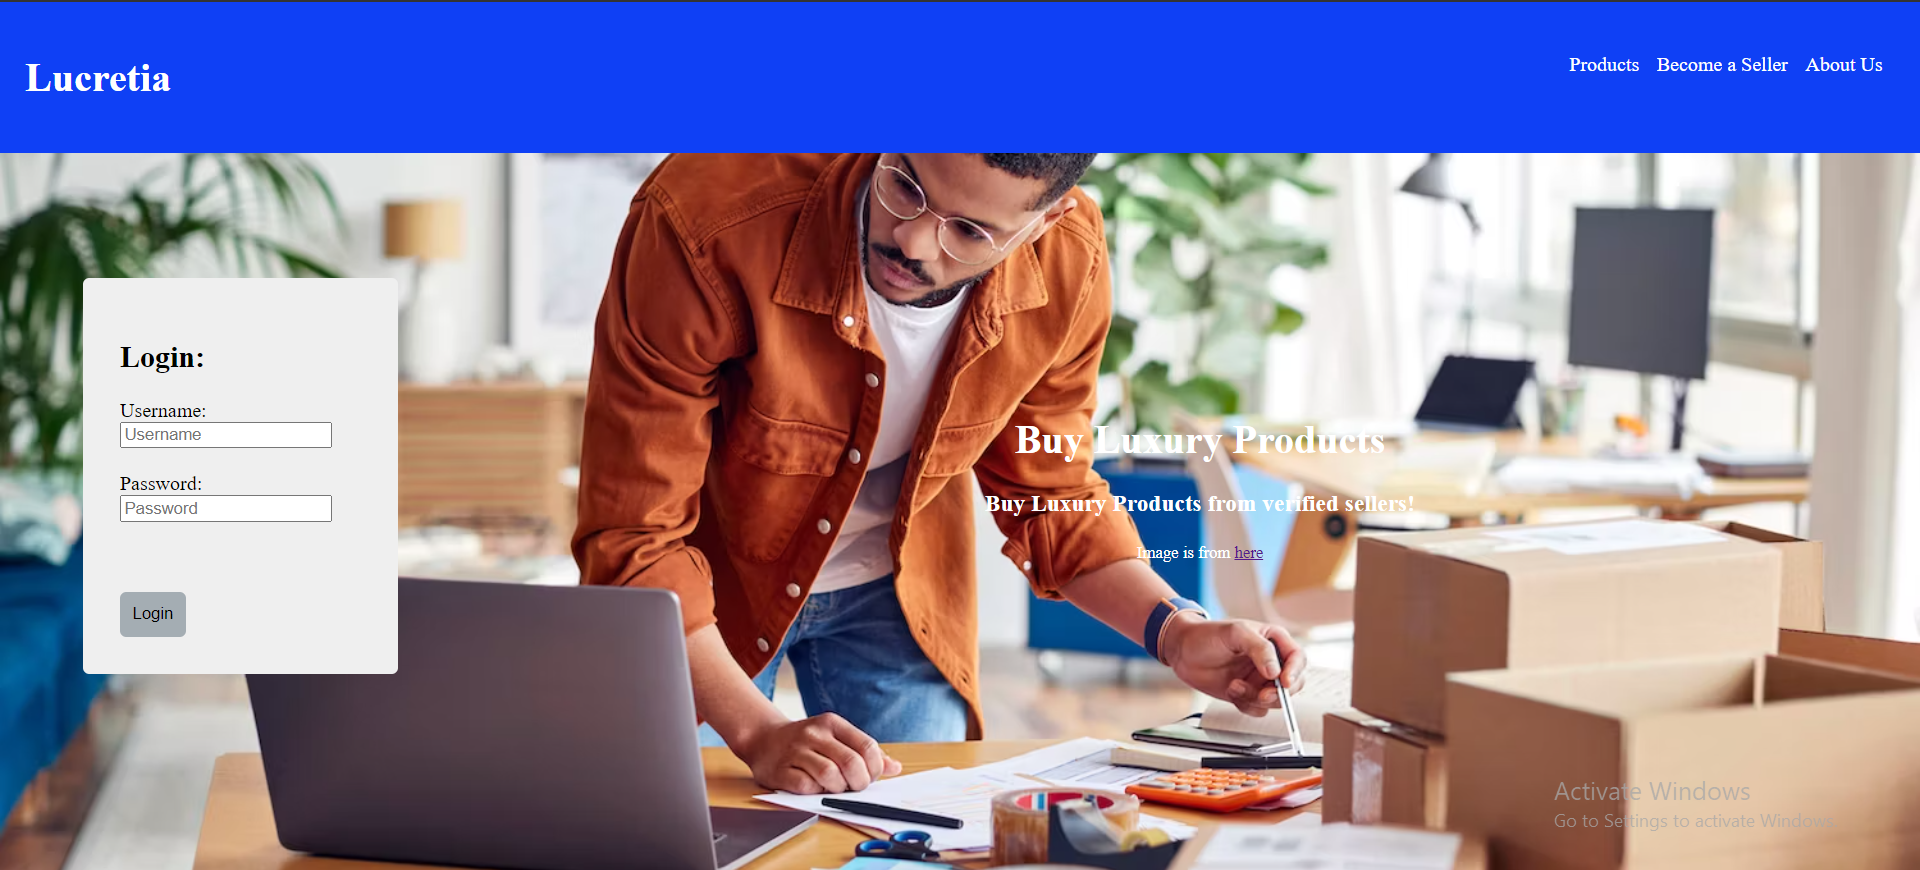 Lucretia
Products Become a Seller About Us
Login:
Username:
Username
Password:
Password
Login
Buy Luxury Products
Buy Luxury Products from verified sellers!
Image is from here
Activate Windows
Go to Settings to activate Windows.